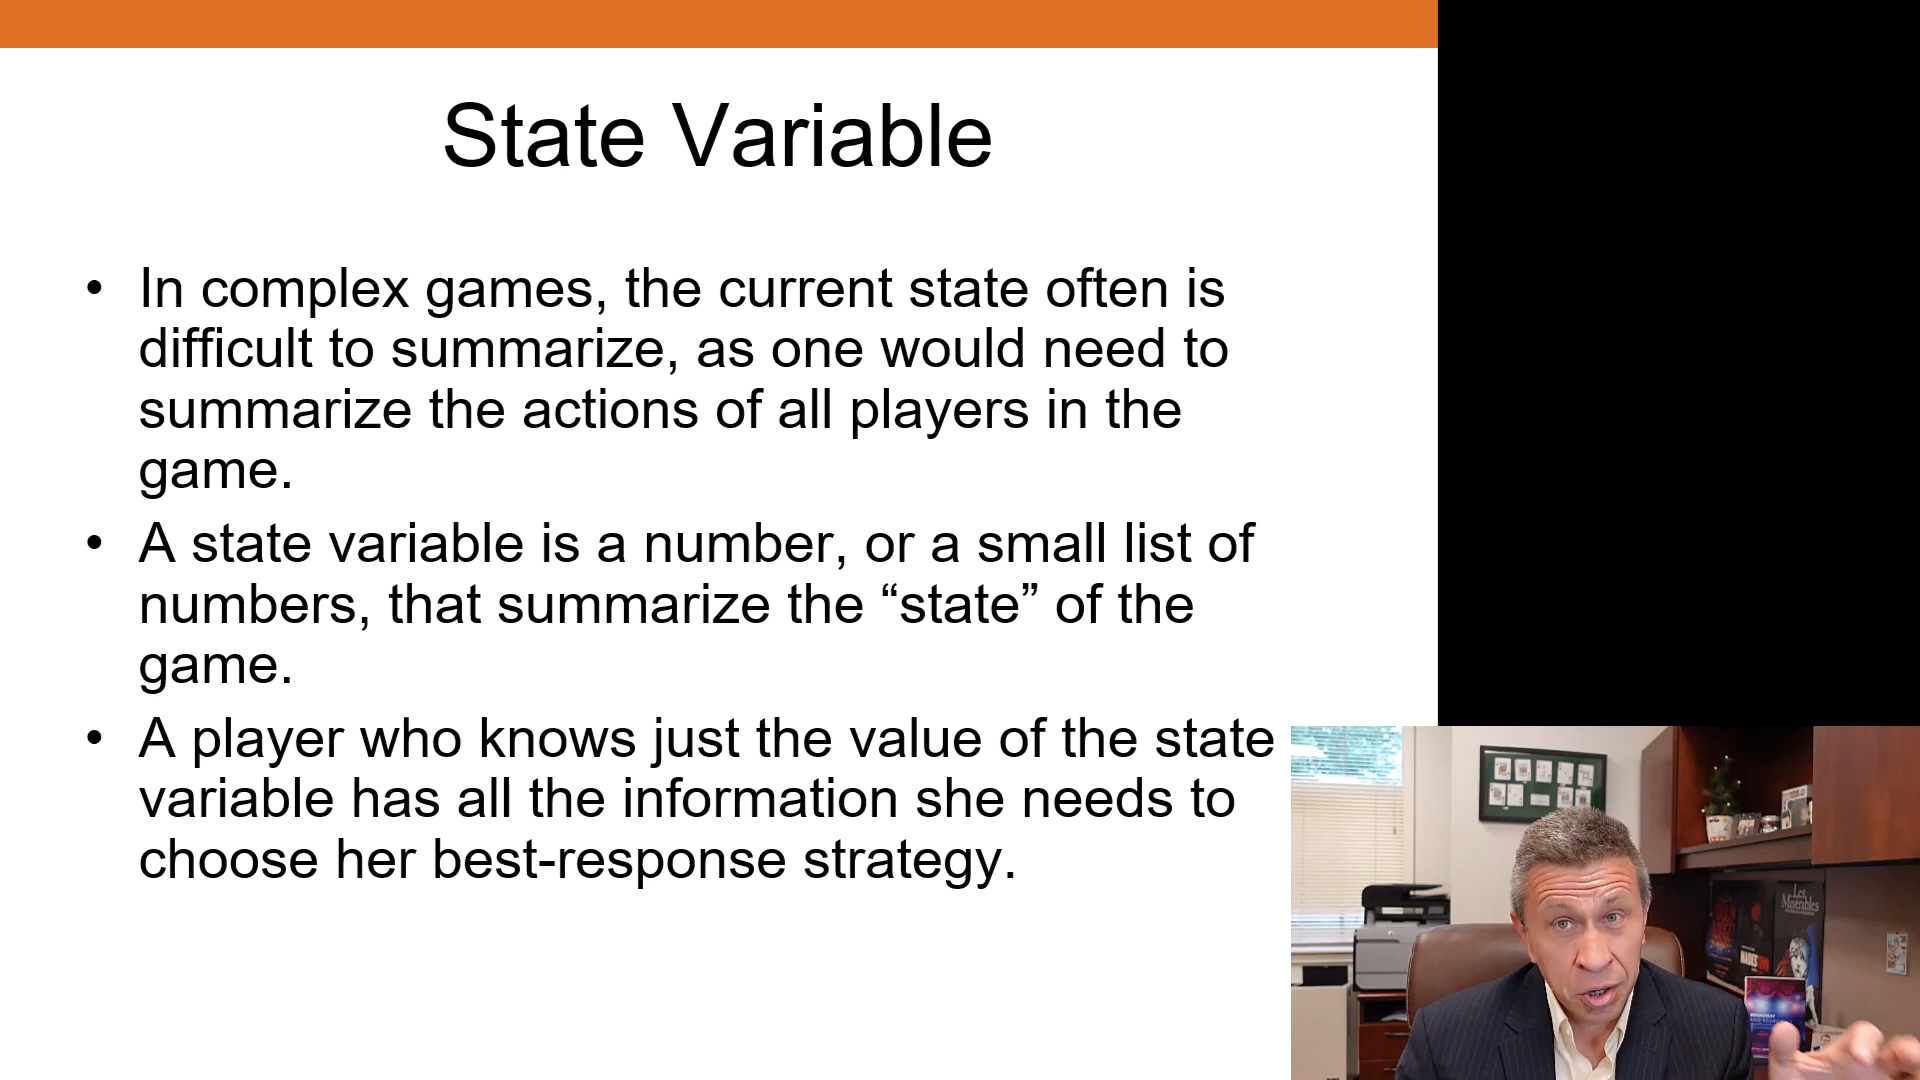 State Variable
• In complex games, the current state often is
difficult to summarize, as one would need to
summarize the actions of all players in the
game.
• A state variable is a number, or a small list of
numbers, that summarize the “state” of the
game.
• A player who knows just the value of the state
variable has all the information she needs to
choose her best-response strategy.
Les
Misérables